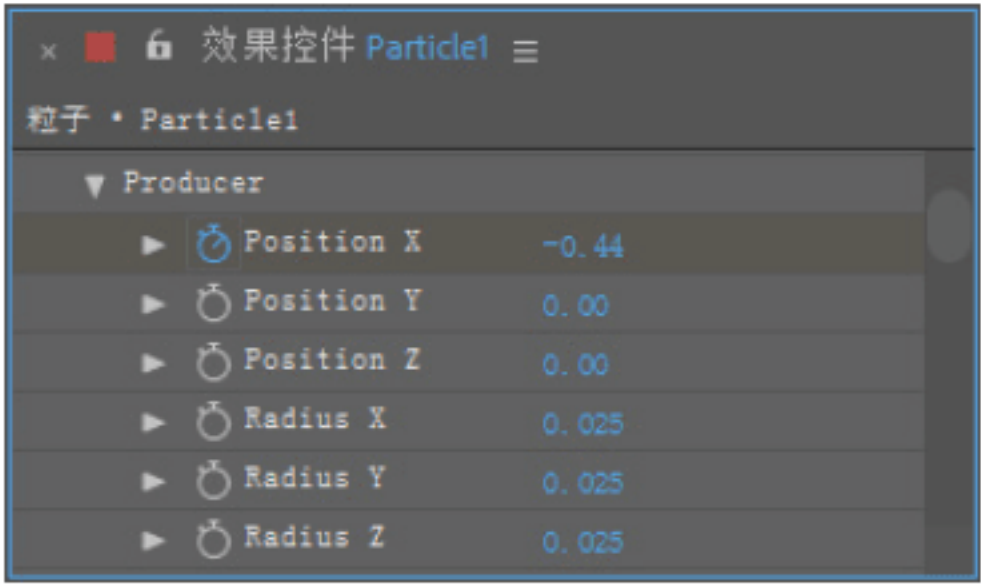 效果控件 Particle1
粒子 • Particle1
Producer
Position X -0.44
Position Y 0.00
Position Z 0.00
Radius X 0.025
Radius Y 0.025
Radius Z 0.025